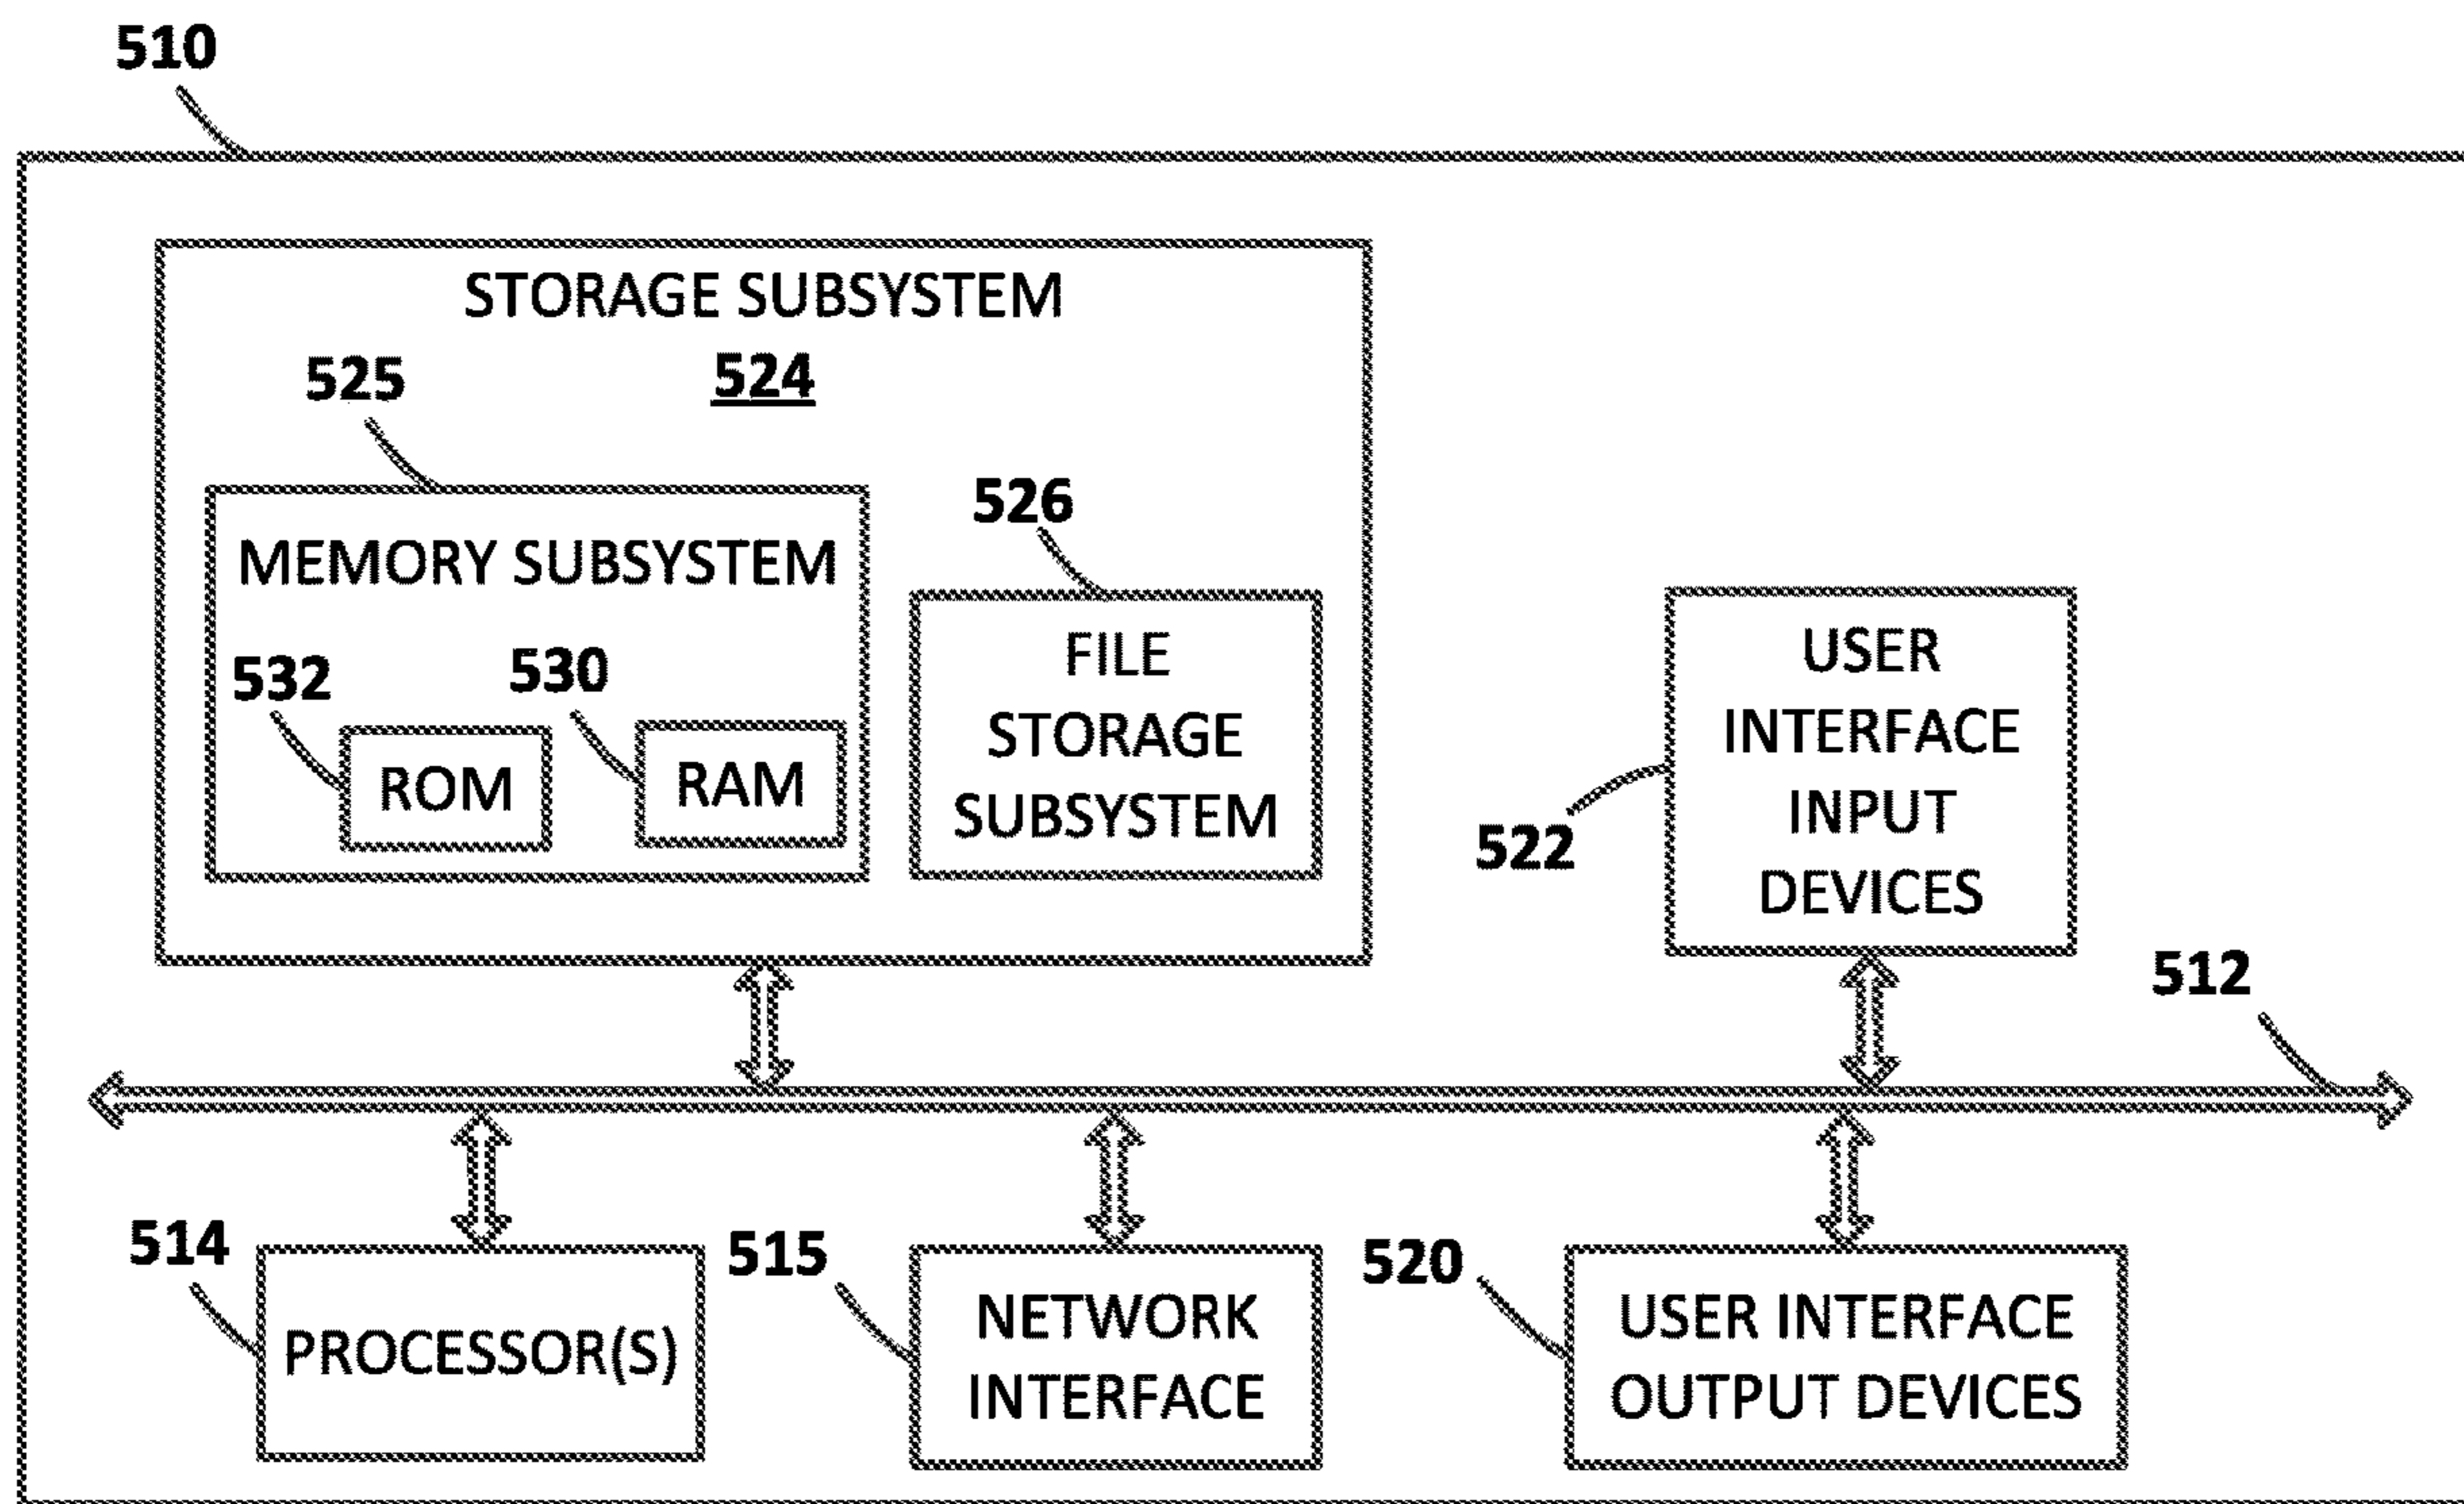 510
STORAGE SUBSYSTEM
524
525
MEMORY SUBSYSTEM
532
ROM
530
RAM
526
FILE
STORAGE
SUBSYSTEM
522
USER
INTERFACE
INPUT
DEVICES
512
514
PROCESSOR(S)
515
NETWORK
INTERFACE
520
USER INTERFACE
OUTPUT DEVICES